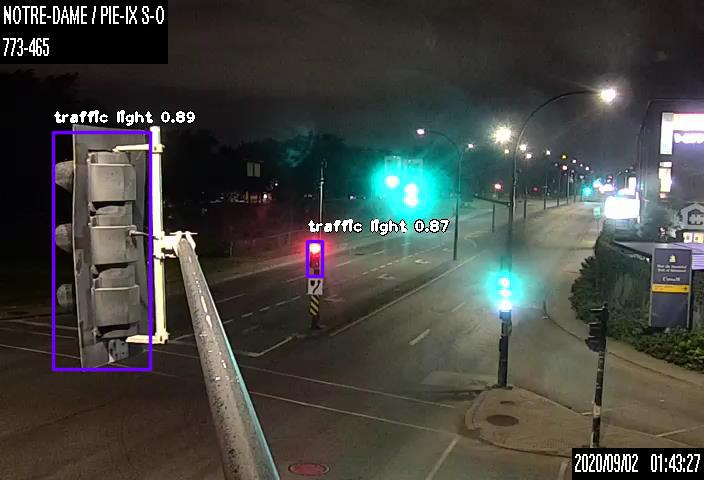 NOTRE-DAME / PIE-IX S-O
773-465
traffic light 0.89
traffic light 0.87
Canada
2020/09/02 01:43:27